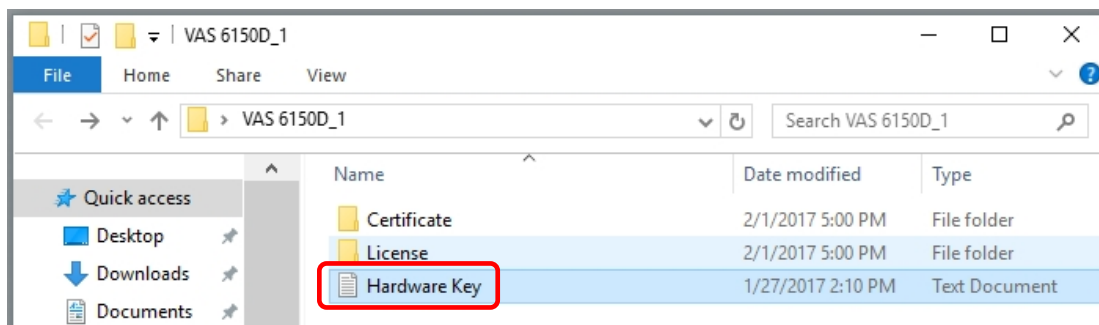 VAS 6150D_1
File Home Share View
VAS 6150D_1 Search VAS 6150D_1
Name Date modified Type
Quick access
Certificate 2/1/2017 5:00 PM File folder
Desktop
License 2/1/2017 5:00 PM File folder
Downloads
Hardware Key 1/27/2017 2:10 PM Text Document
Documents